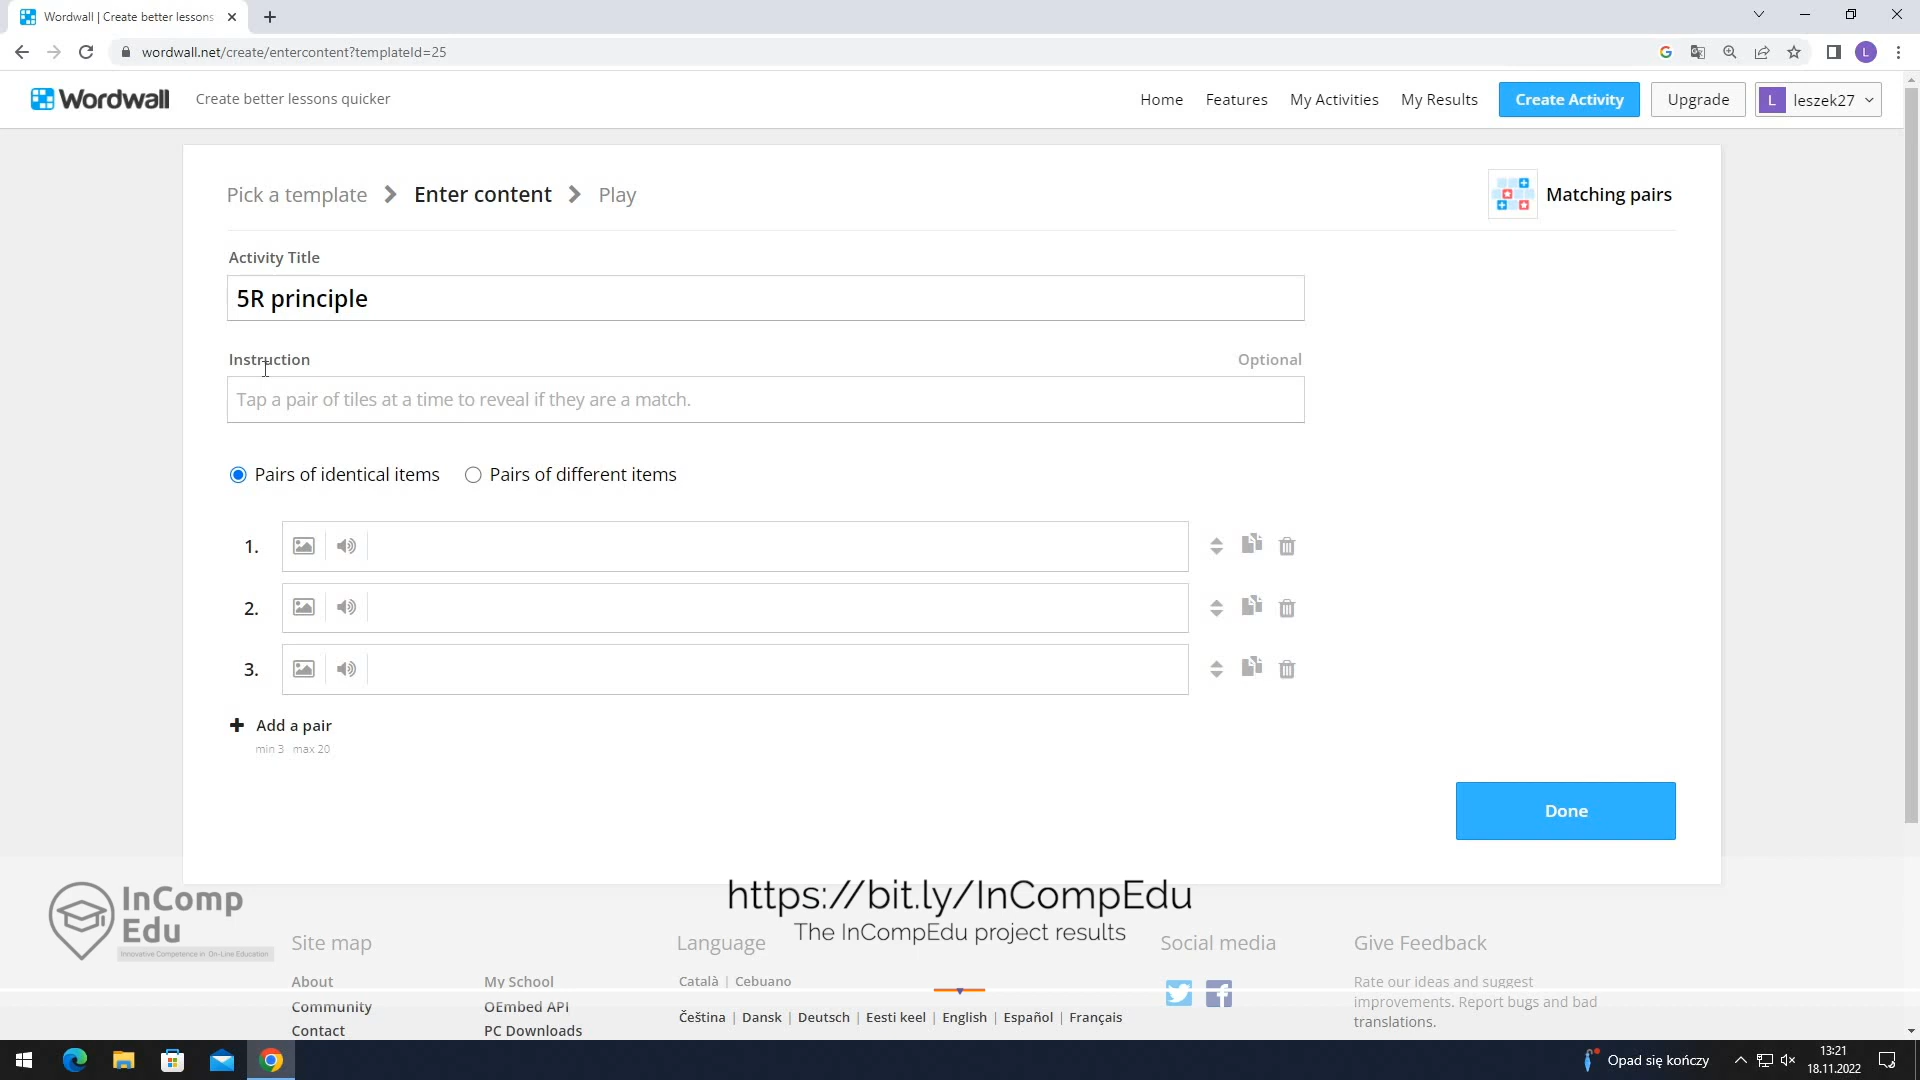 Wordwall | Create better lessons
wordwall.net/create/entercontent?templateId=25
L
Wordwall
Create better lessons quicker
Home
Features
My Activities
My Results
Create Activity
Upgrade
L
leszek27
Pick a template
Enter content
Play
Matching pairs
Activity Title
5R principle
Instruction
Optional
Tap a pair of tiles at a time to reveal if they are a match.
Pairs of identical items
Pairs of different items
1.
2.
3.
Add a pair
min 3 max 20
Done
InComp
Edu
Innovative Competence in On-Line Education
https://bit.ly/InCompEdu
The InCompEdu project results
Site map
Language
Social media
Give Feedback
About
My School
Català | Cebuano
Rate our ideas and suggest
Community
OEmbed API
improvements. Report bugs and bad
Contact
PC Downloads
Čeština | Dansk | Deutsch | Eesti keel | English | Español | Français
translations.
Opad się kończy
13:21
18.11.2022